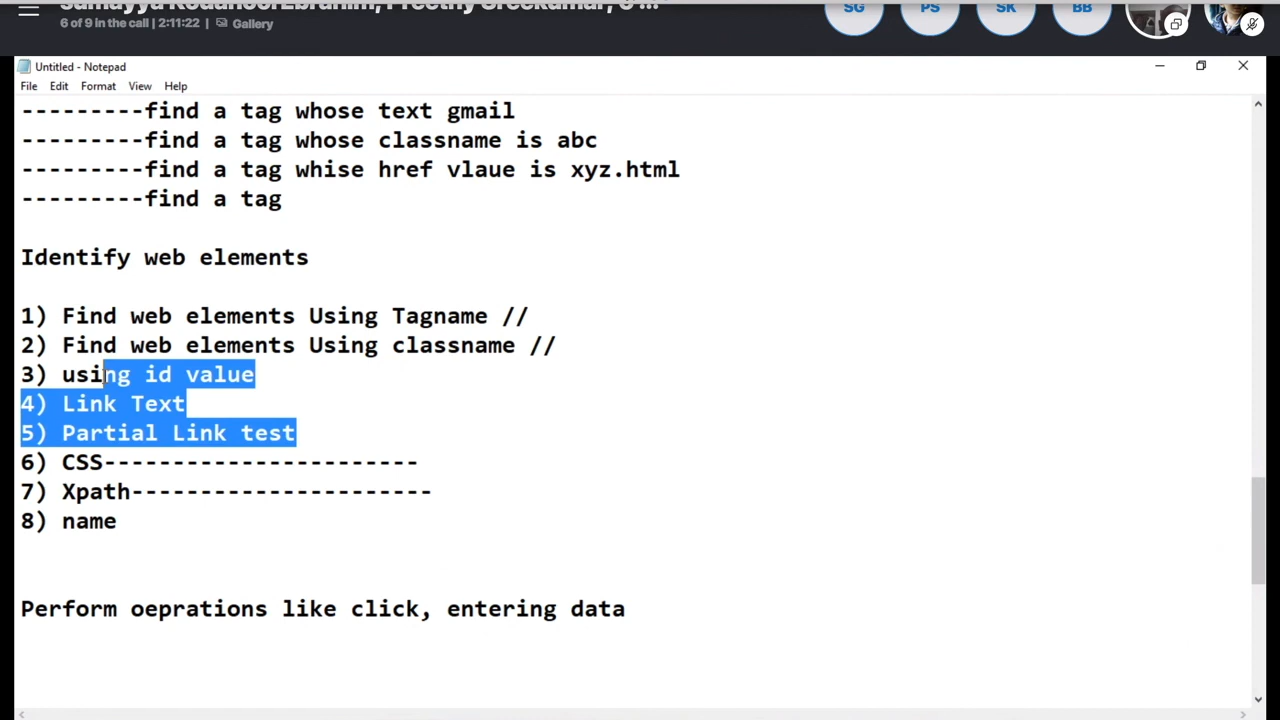 6 of 9 in the call | 2:11:22 | Gallery
SG PS SK BB
Untitled - Notepad
File Edit Format View Help
---------find a tag whose text gmail
---------find a tag whose classname is abc
---------find a tag whise href vlaue is xyz.html
---------find a tag
Identify web elements
1) Find web elements Using Tagname //
2) Find web elements Using classname //
3) using id value
4) Link Text
5) Partial Link test
6) CSS-----------------------
7) Xpath----------------------
8) name
Perform oeprations like click, entering data